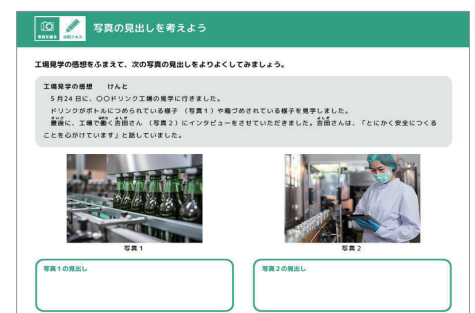 写真の見出しを考えよう
工場見学の感想をふまえて、次の写真の見出しをよりよくしてみましょう。
工場見学の感想 けんと
5月24日に、〇〇ドリンク工場の見学に行きました。
ドリンクがボトルにつめられている様子（写真1）や箱づめされている様子を見学しました。
最後に、工場で働く吉田さん（写真2）にインタビューをさせていただきました。吉田さんは、「とにかく安全につくる
ことを心がけています」と話していました。
写真1
写真2
写真1の見出し
写真2の見出し